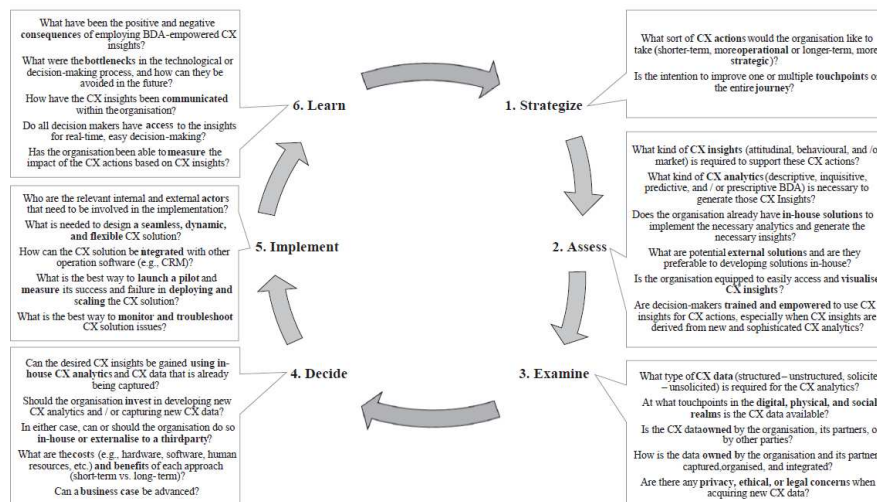 What have been the positive and negative
consequences of employing BDA-empowered CX
insights?
What were the bottlenecks in the technological or
decision-making process, and how can they be
avoided in the future?
How have the CX insights been communicated
within theorganisation?
Do all decision makers have access to the insights
for real-time, easy decision-making?
Has the organisation been able to measure the
impact of the CX actions based on CX insights?
6. Learn
1. Strategize
What sort of CX actions would the organisation like to
take (shorter-term, more operational or longer-term, more
strategic)?
Is the intention to improve one or multiple touchpoints or
the entire journey?
What kind of CX insights (attitudinal, behavioural, and /o
market) is required to support these CX actions?
What kind of CX analytics (descriptive, inquisitive,
predictive, and / or prescriptive BDA) is necessary to
generate those CX Insights?
Does the organisation already have in-house solutions to
implement the necessary analytics and generate the
necessary insights?
What are potential external solutions and are they
preferable to developing solutions in-house?
Is the organisation equipped to easily access and visualise
CX insights?
Are decision-makers trained and empowered to use CX
insights for CX actions, especially when CX insights are
derived from new and sophisticated CX analytics?
2. Assess
Who are the relevant internal and external actors
that need to be involved in the implementation?
What is needed to design a seamless, dynamic,
and flexible CX solution?
How can the CX solution be integrated with other
operation software (e.g., CRM)?
What is the best way to launch a pilot and
measure its success and failure in deploying and
scaling the CX solution?
What is the best way to monitor and troubleshoot
CX solution issues?
5. Implement
4. Decide
3. Examine
Can the desired CX insights be gained using in-
house CX analytics and CX data that is already
being captured?
Should the organisation invest in developing new
CX analytics and / or capturing new CX data?
In either case, can or should the organisation do so
in-house or externalise to a thirdparty?
What are the costs (e.g., hardware, software, human
resources, etc.) and benefits of each approach
(short-term vs. long-term)?
Can a business case be advanced?
What type of CX data (structured – unstructured, solicite
– unsolicited) is required for the CX analytics?
At what touchpoints in the digital, physical, and social
realms is the CX data available?
Is the CX data owned by the organisation, its partners, o
by other parties?
How is the data owned by the organisation and its partner
captured, organised, and integrated?
Are there any privacy, ethical, or legal concerns when
acquiring new CX data?